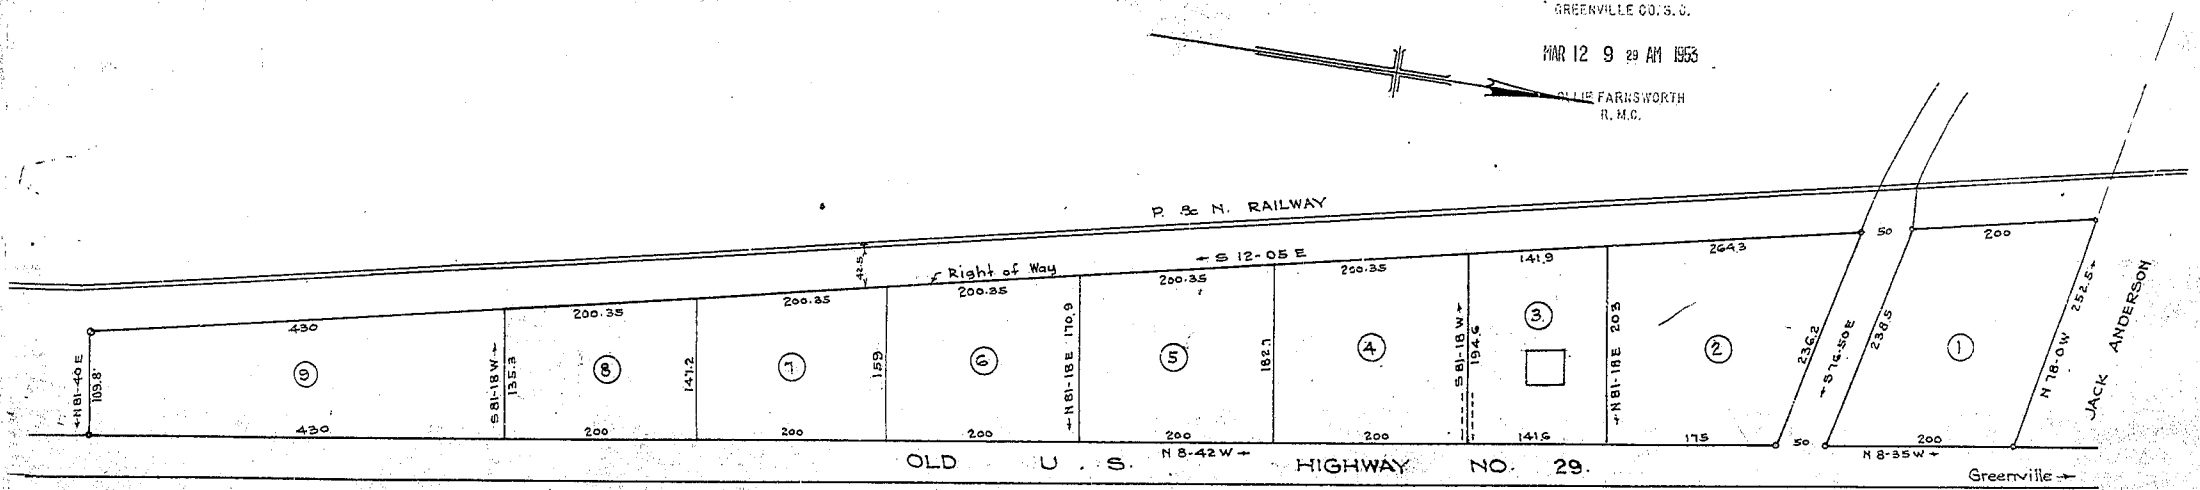 GREENVILLE CO. S. C.
MAR 12 9 29 AM 1953
OLLIE FARNSWORTH
R. M. C.
P. & N. RAILWAY
← S 12-05 E
Right of Way
42.5
430
200.35
200.35
200.35
200.35
200.35
141.9
264.3
50
200
← N 81-40 E
109.8
9
S 81-18 W →
135.3
8
147.2
7
159
6
← N 81-18 E 170.9
5
182.7
4
S 81-18 W →
194.6
3
← N 81-18 E 203
2
236.2
← S 76-50 E
238.5
1
N 78-0 W 252.5 →
JACK ANDERSON
430
200
200
200
200
200
141.6
175
50
200
N 8-42 W →
N 8-35 W →
OLD U. S. HIGHWAY NO. 29.
Greenville →